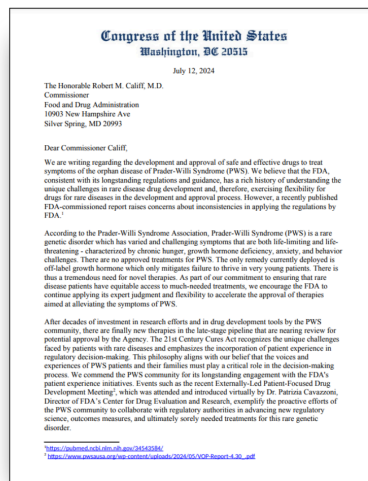 Congress of the United States
Washington, DC 20515
July 12, 2024
The Honorable Robert M. Califf, M.D.
Commissioner
Food and Drug Administration
10903 New Hampshire Ave
Silver Spring, MD 20993
Dear Commissioner Califf,
We are writing regarding the development and approval of safe and effective drugs to treat
symptoms of the orphan disease of Prader-Willi Syndrome (PWS). We believe that the FDA,
consistent with its longstanding regulations and guidance, has a rich history of understanding the
unique challenges in rare disease drug development and, therefore, exercising flexibility for
drugs for rare diseases in the development and approval process. However, a recently published
FDA-commissioned report raises concerns about inconsistencies in applying the regulations by
FDA.1
According to the Prader-Willi Syndrome Association, Prader-Willi Syndrome (PWS) is a rare
genetic disorder which has varied and challenging symptoms that are both life-limiting and life-
threatening - characterized by chronic hunger, growth hormone deficiency, anxiety, and behavior
challenges. There are no approved treatments for PWS. The only remedy currently deployed is
off-label growth hormone which only mitigates failure to thrive in very young patients. There is
thus a tremendous need for novel therapies. As part of our commitment to ensuring that rare
disease patients have equitable access to much-needed treatments, we encourage the FDA to
continue applying its expert judgment and flexibility to accelerate the approval of therapies
aimed at alleviating the symptoms of PWS.
After decades of investment in research efforts and in drug development tools by the PWS
community, there are finally new therapies in the late-stage pipeline that are nearing review for
potential approval by the Agency. The 21st Century Cures Act recognizes the unique challenges
faced by patients with rare diseases and emphasizes the incorporation of patient experience in
regulatory decision-making. This philosophy aligns with our belief that the voices and
experiences of PWS patients and their families must play a critical role in the decision-making
process. We commend the PWS community for its longstanding engagement with the FDA's
patient experience initiatives. Events such as the recent Externally-Led Patient-Focused Drug
Development Meeting2, which was attended and introduced virtually by Dr. Patrizia Cavazzoni,
Director of FDA's Center for Drug Evaluation and Research, exemplify the proactive efforts of
the PWS community to collaborate with regulatory authorities in advancing new regulatory
science, outcomes measures, and ultimately sorely needed treatments for this rare genetic
disorder.
1https://pubmed.ncbi.nlm.nih.gov/34543584/
2 https://www.pwsausa.org/wp-content/uploads/2024/05/VOP-Report-4.30_.pdf